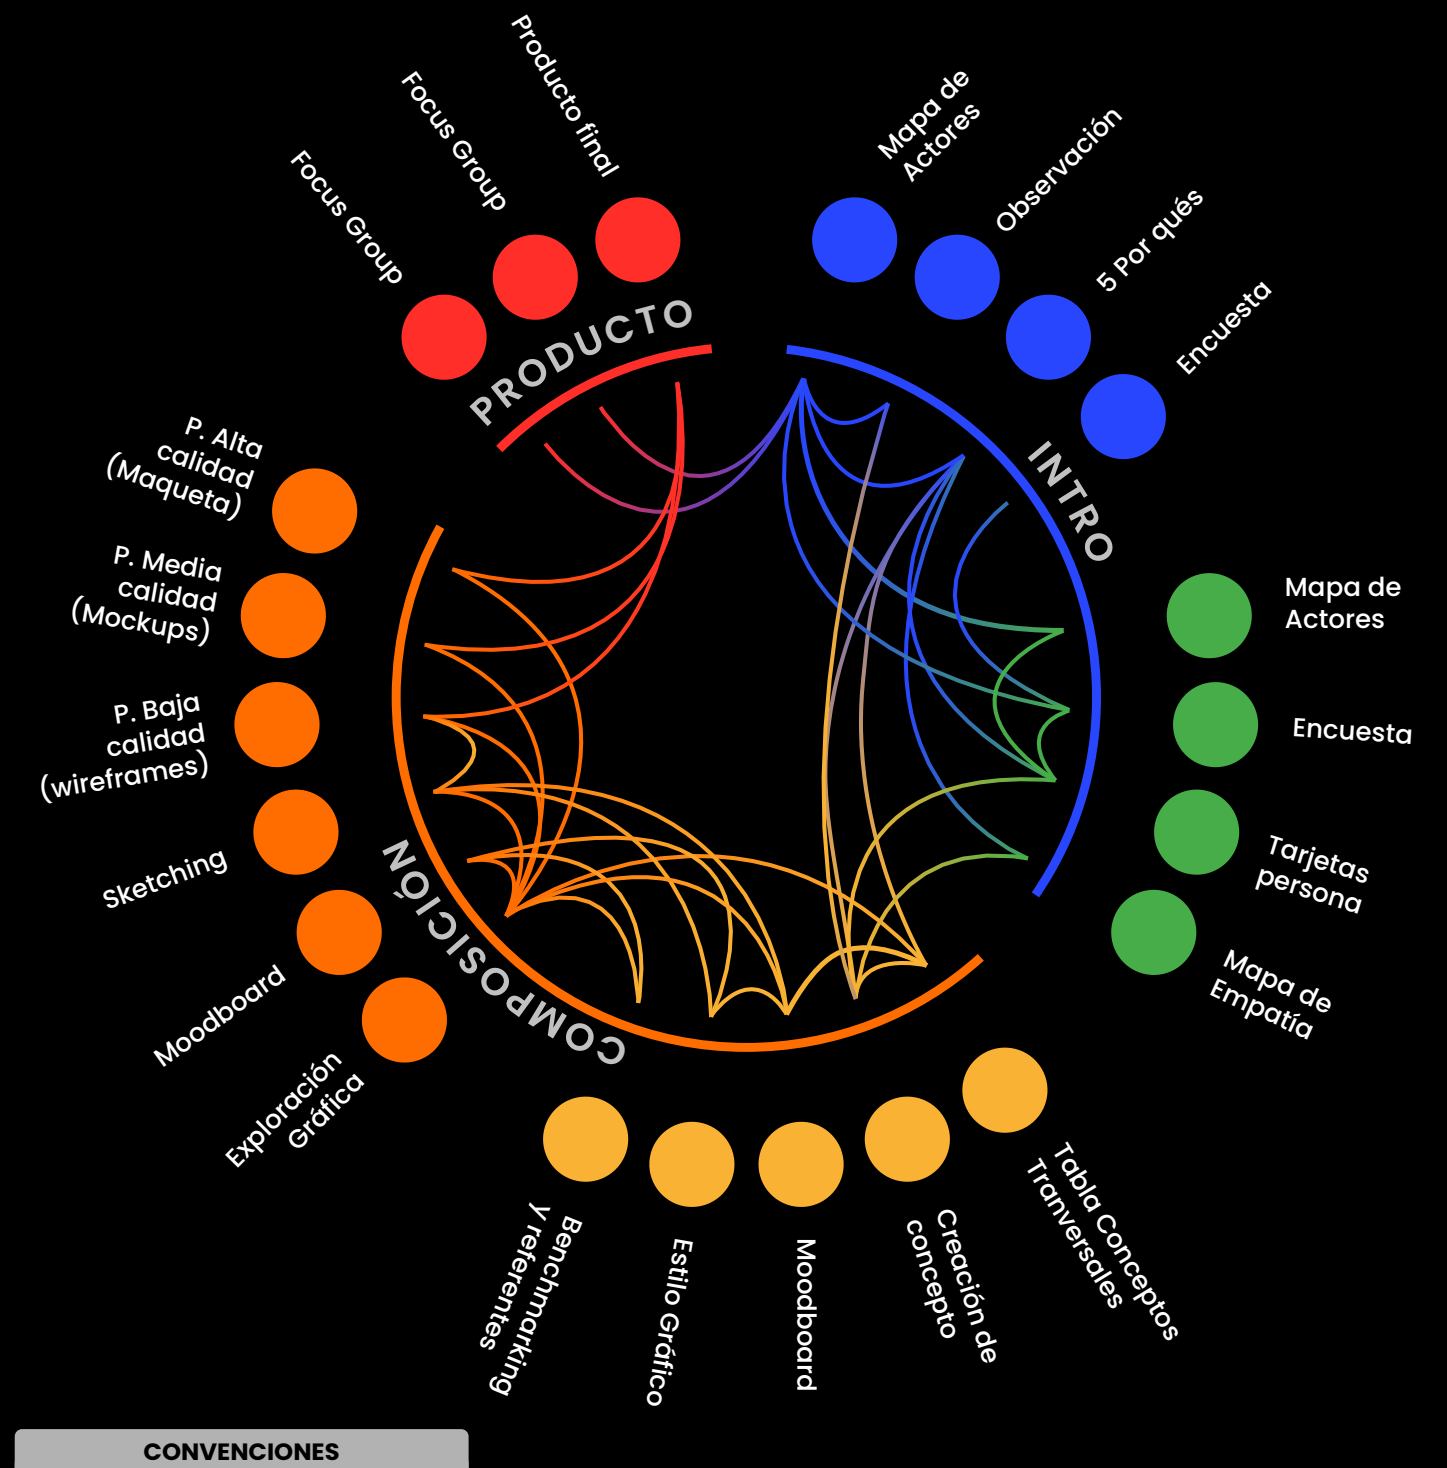 Producto final
Focus Group
Focus Group
PRODUCTO
Mapa de
Actores
Observación
5 Por qués
Encuesta
INTRO
Mapa de
Actores
Encuesta
Tarjetas
persona
Mapa de
Empatía
Tabla Conceptos
Tranversales
Creación de
concepto
Moodboard
Estilo Gráfico
Benchmarking
y referentes
COMPOSICIÓN
Exploración
Gráfica
Moodboard
Sketching
P. Baja
calidad
(wireframes)
P. Media
calidad
(Mockups)
P. Alta
calidad
(Maqueta)
CONVENCIONES